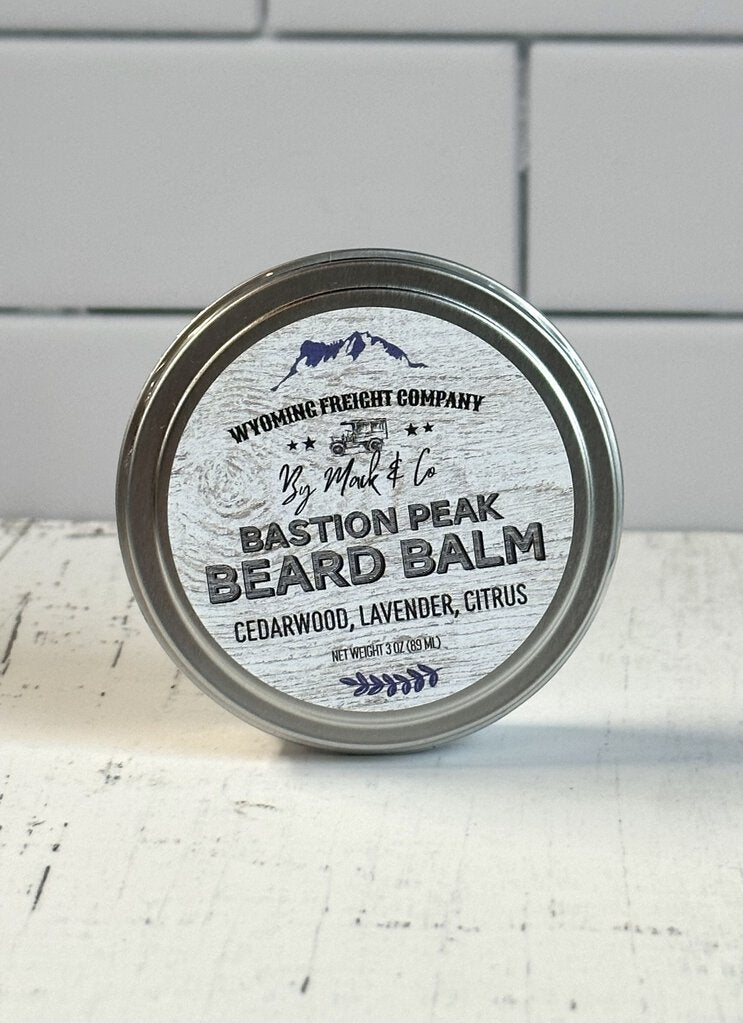 WYOMING FREIGHT COMPANY
By Mack & Co
BASTION PEAK
BEARD BALM
CEDARWOOD, LAVENDER, CITRUS
NET WEIGHT 3 OZ (89 ML)